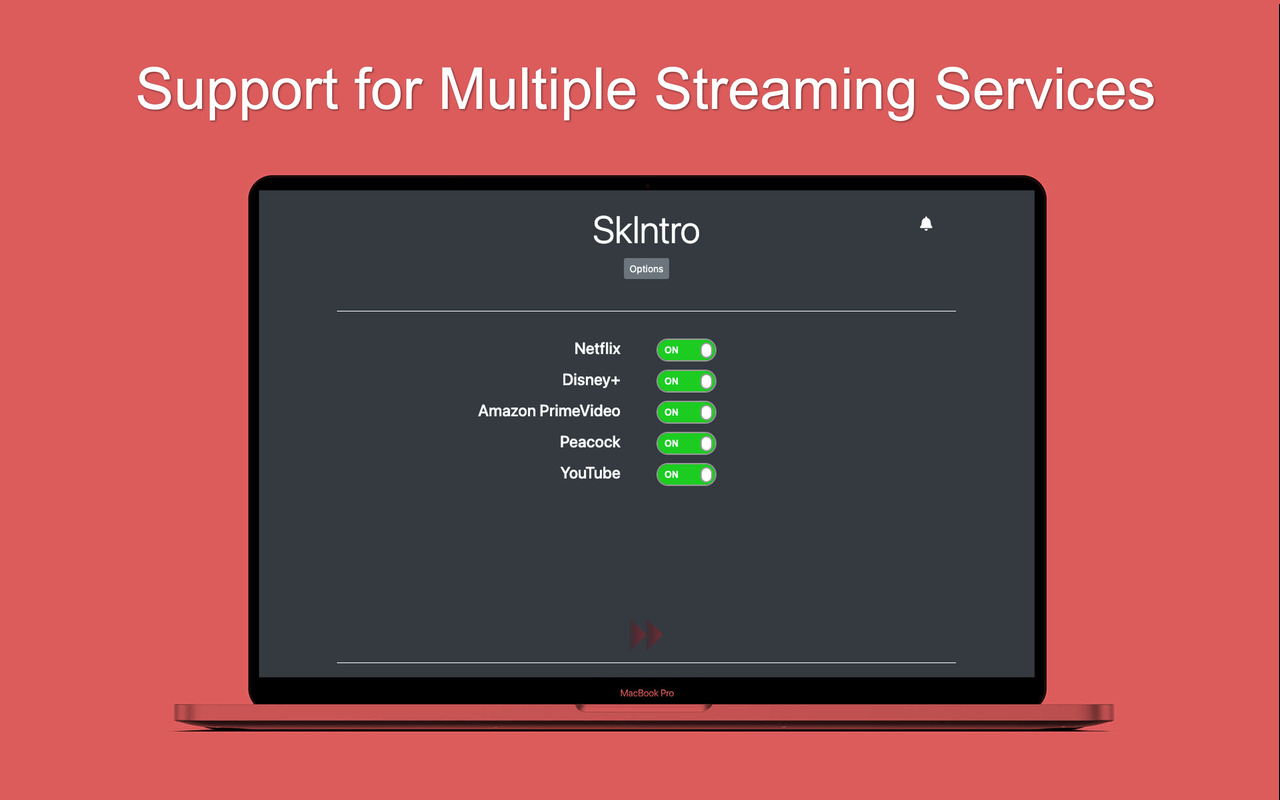 Support for Multiple Streaming Services
SkIntro
Options
Netflix ON
Disney+ ON
Amazon PrimeVideo ON
Peacock ON
YouTube ON
MacBook Pro